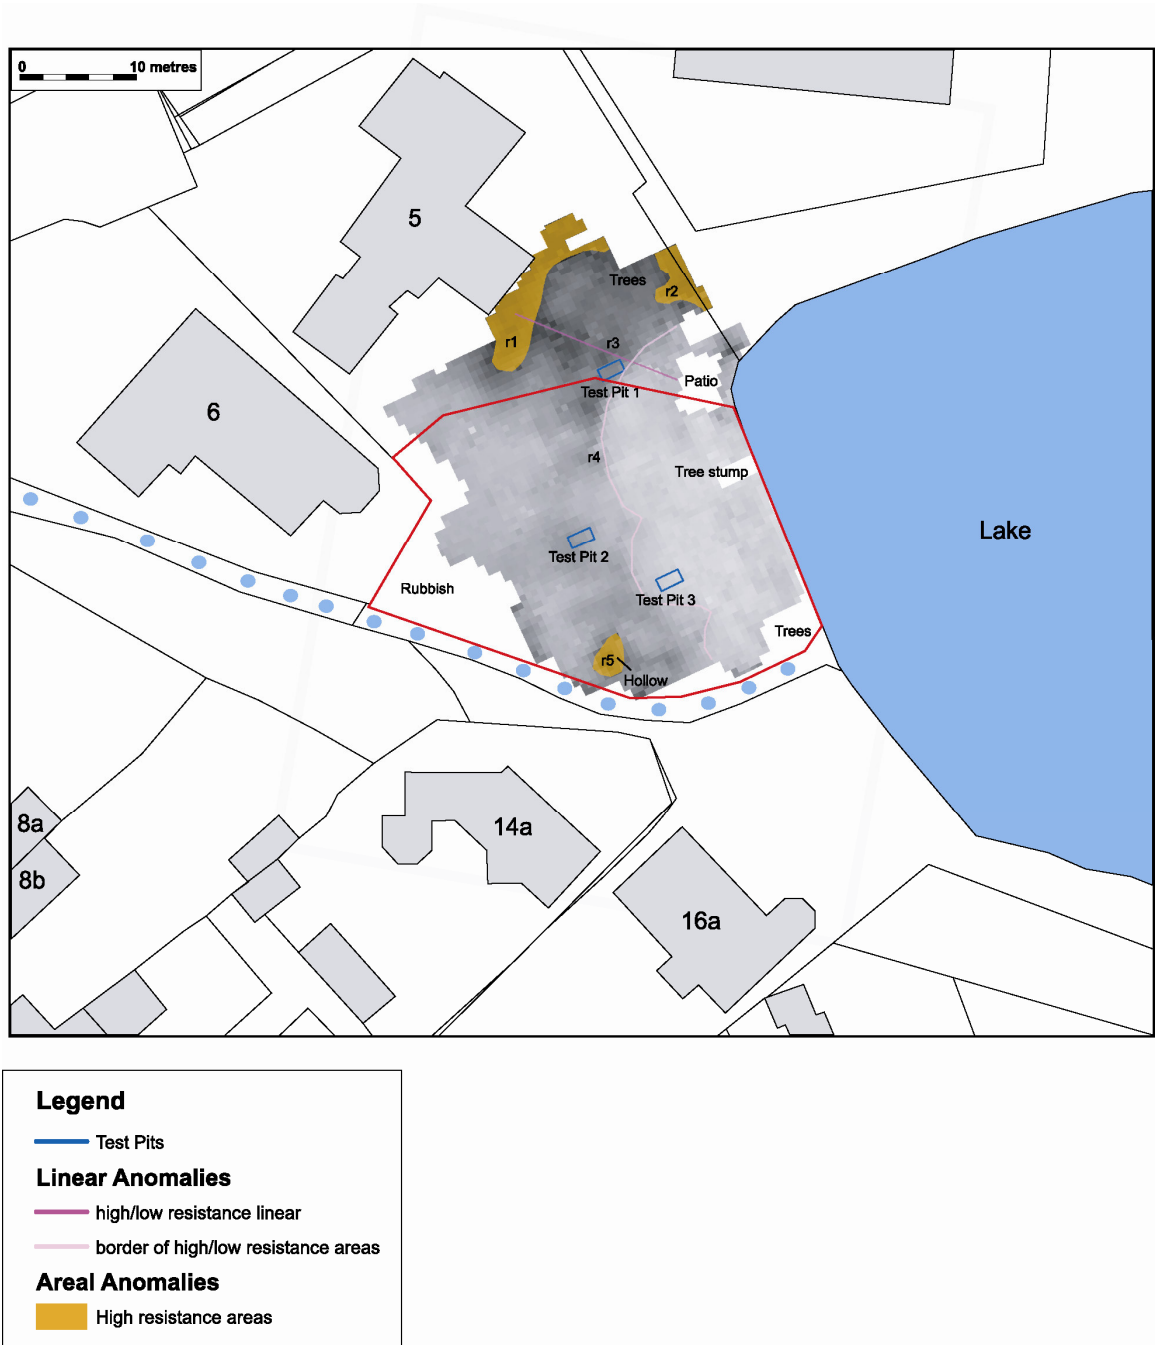 0 10 metres
5
Trees
r2
r1
r3
Patio
Test Pit 1
6
r4
Tree stump
Lake
Test Pit 2
Rubbish
Test Pit 3
Trees
r5
Hollow
8a
14a
8b
16a
Legend
Test Pits
Linear Anomalies
high/low resistance linear
border of high/low resistance areas
Areal Anomalies
High resistance areas